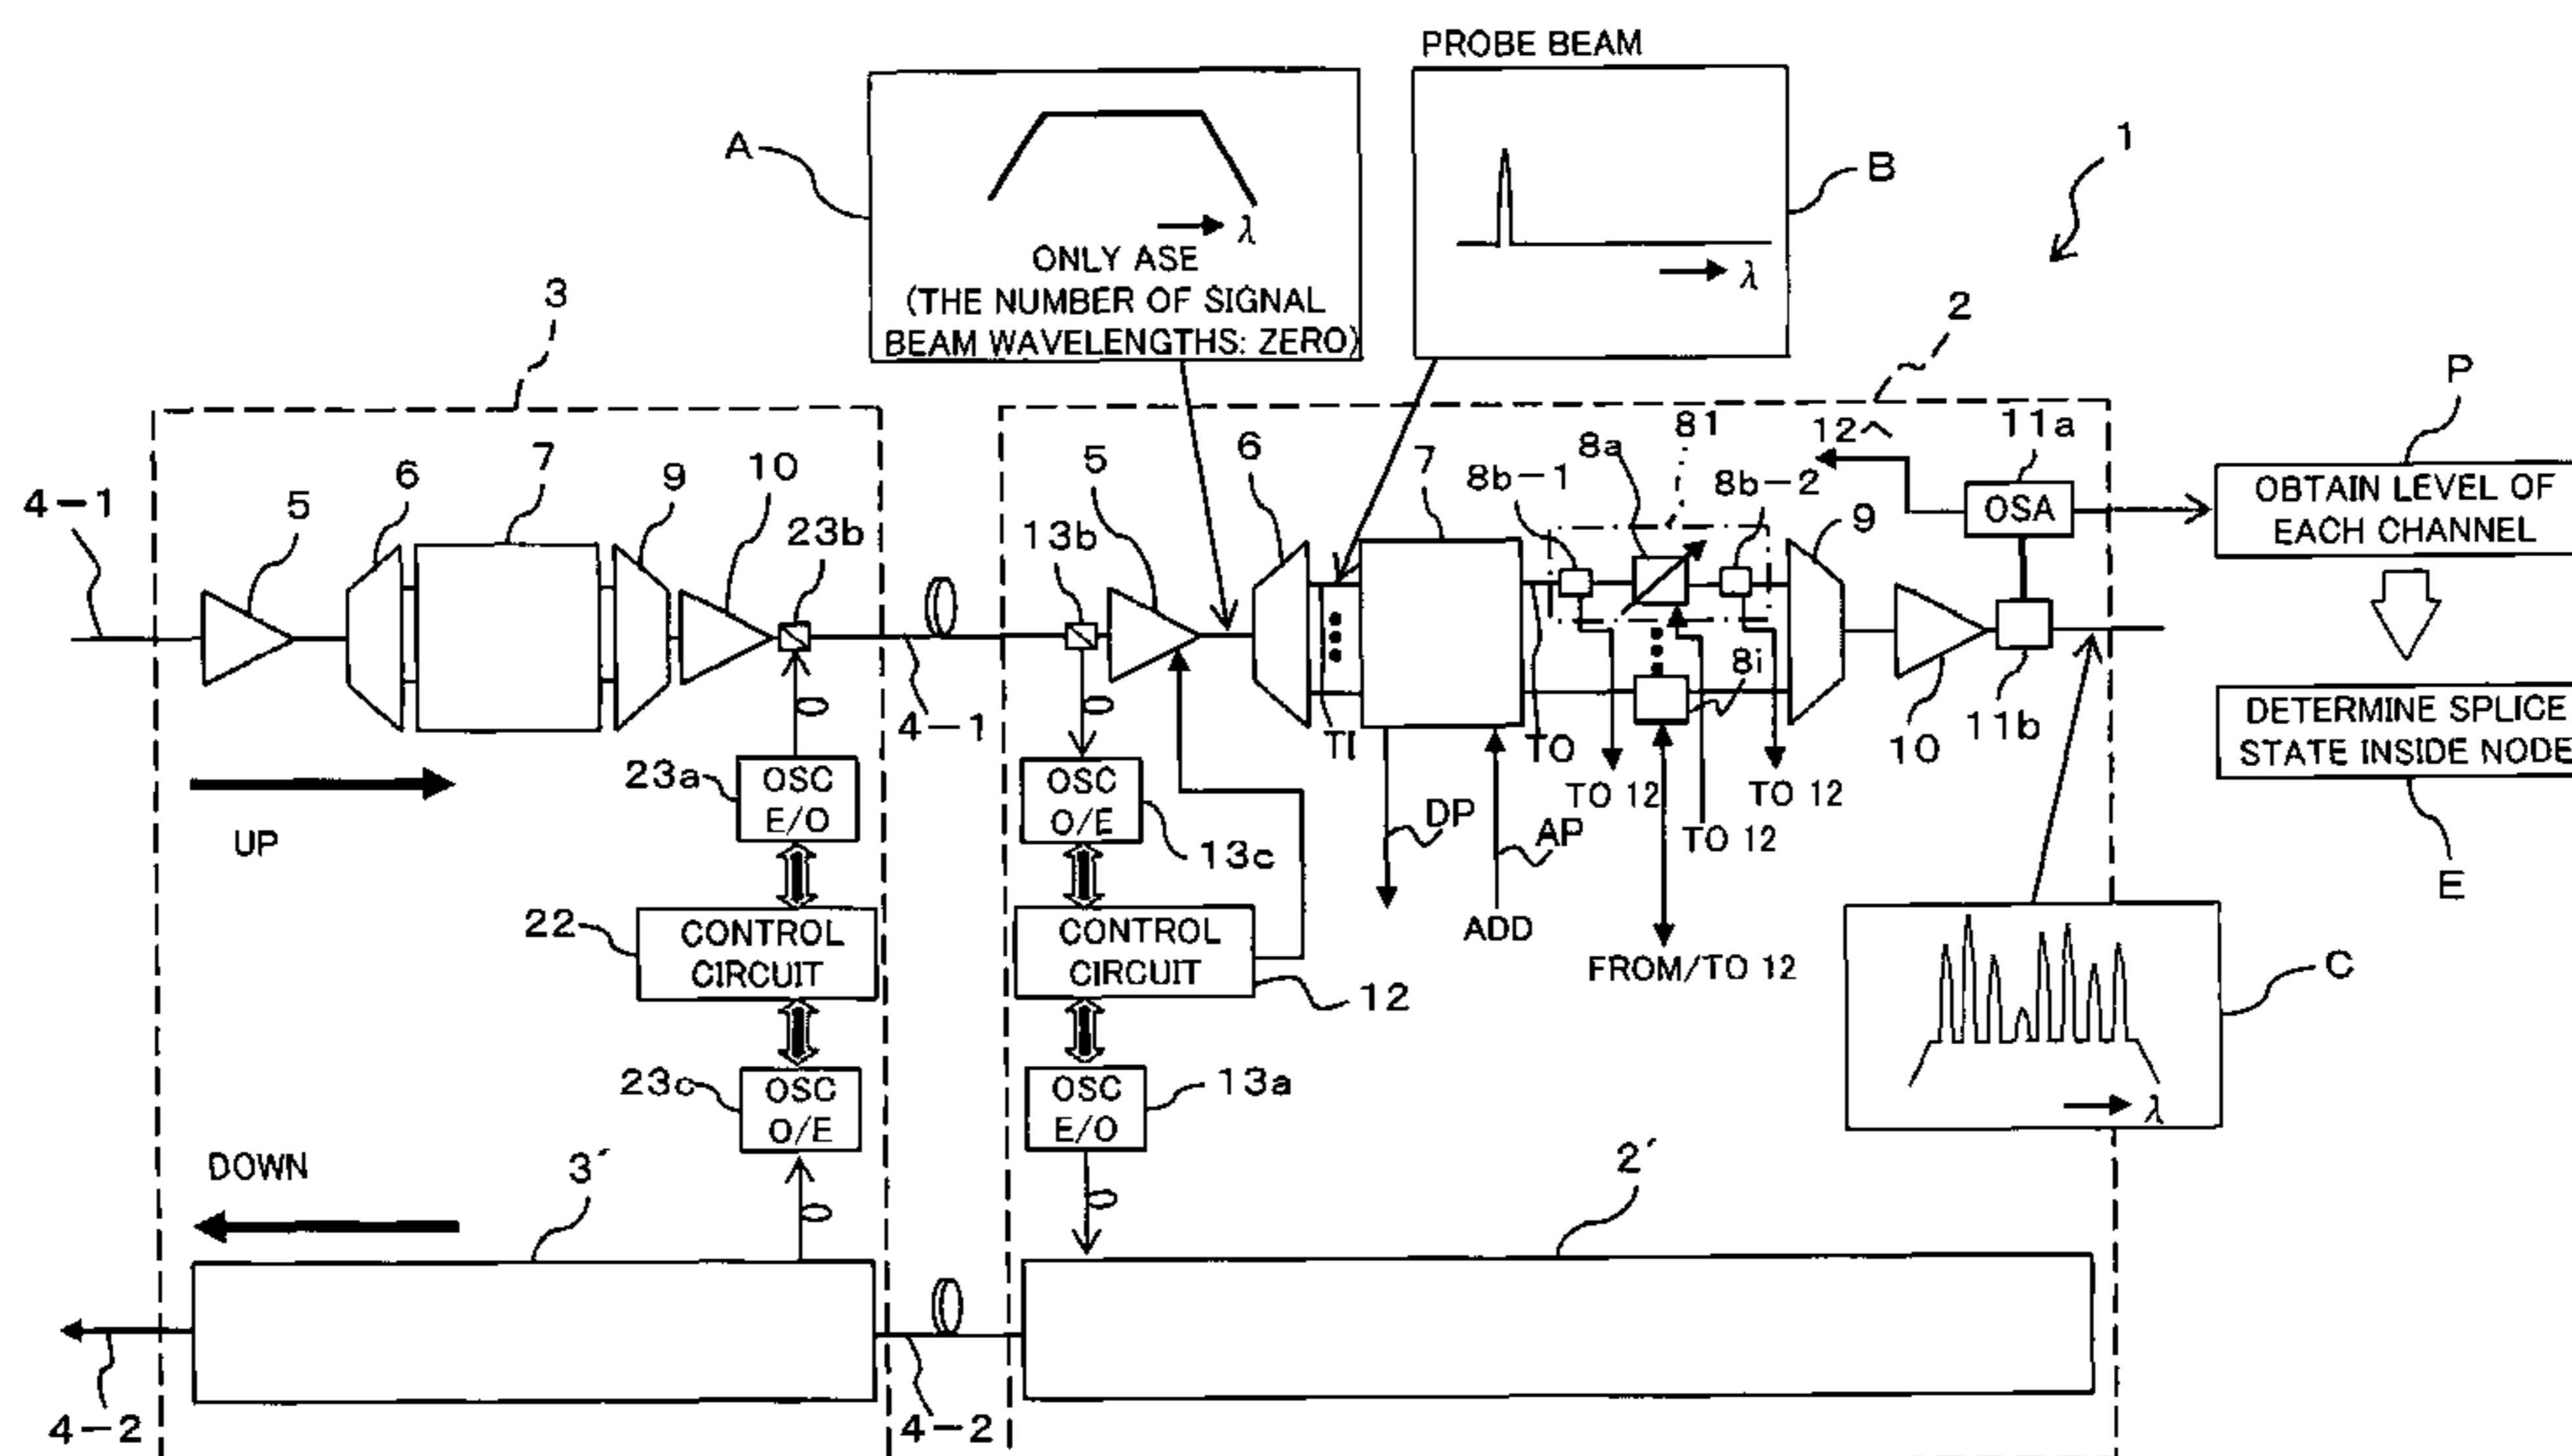 PROBE BEAM
A
λ
ONLY ASE
(THE NUMBER OF SIGNAL
BEAM WAVELENGTHS: ZERO)
λ
B
1
3
2
P
4-1
5
6
7
9
10
23b
13b
5
6
7
8b-1
8a
81
8b-2
9
12へ
11a
OSA
OBTAIN LEVEL OF
EACH CHANNEL
4-1
TI
TO
8i
10
11b
DETERMINE SPLICE
STATE INSIDE NODE
E
UP
23a
OSC
E/O
OSC
O/E
13c
DP
AP
ADD
TO 12
TO 12
TO 12
FROM/TO 12
22
CONTROL
CIRCUIT
CONTROL
CIRCUIT
12
C
λ
23c
OSC
O/E
OSC
E/O
13a
DOWN
3´
2´
4-2
4-2